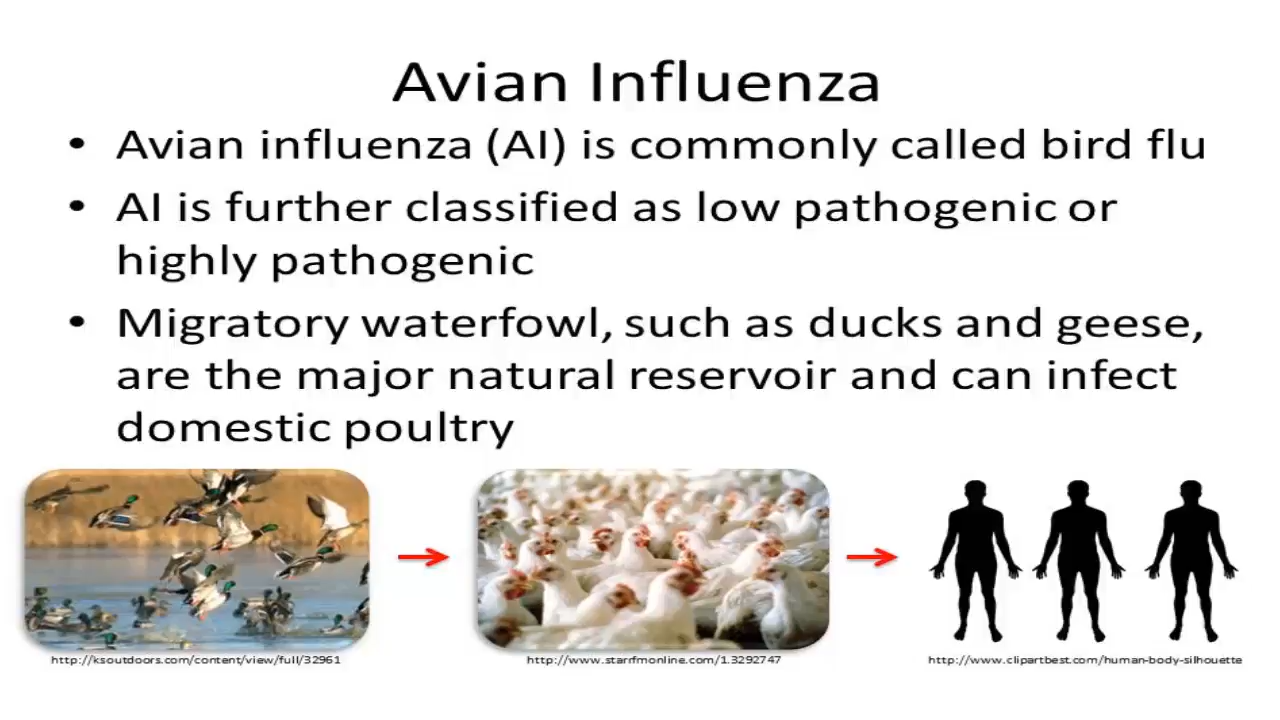 Avian Influenza
• Avian influenza (AI) is commonly called bird flu
• AI is further classified as low pathogenic or
highly pathogenic
• Migratory waterfowl, such as ducks and geese,
are the major natural reservoir and can infect
domestic poultry
http://ksoutdoors.com/content/view/full/32961
http://www.starrfmonline.com/1.3292747
http://www.clipartbest.com/human-body-silhouette